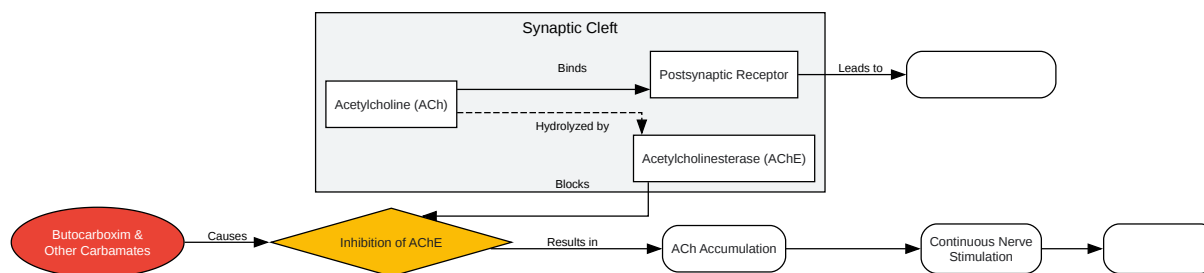 Synaptic Cleft
Binds
Postsynaptic Receptor
Leads to
Acetylcholine (ACh)
Hydrolyzed by
Acetylcholinesterase (AChE)
Blocks
Butocarboxim &
Other Carbamates
Causes
Inhibition of AChE
Results in
ACh Accumulation
Continuous Nerve
Stimulation